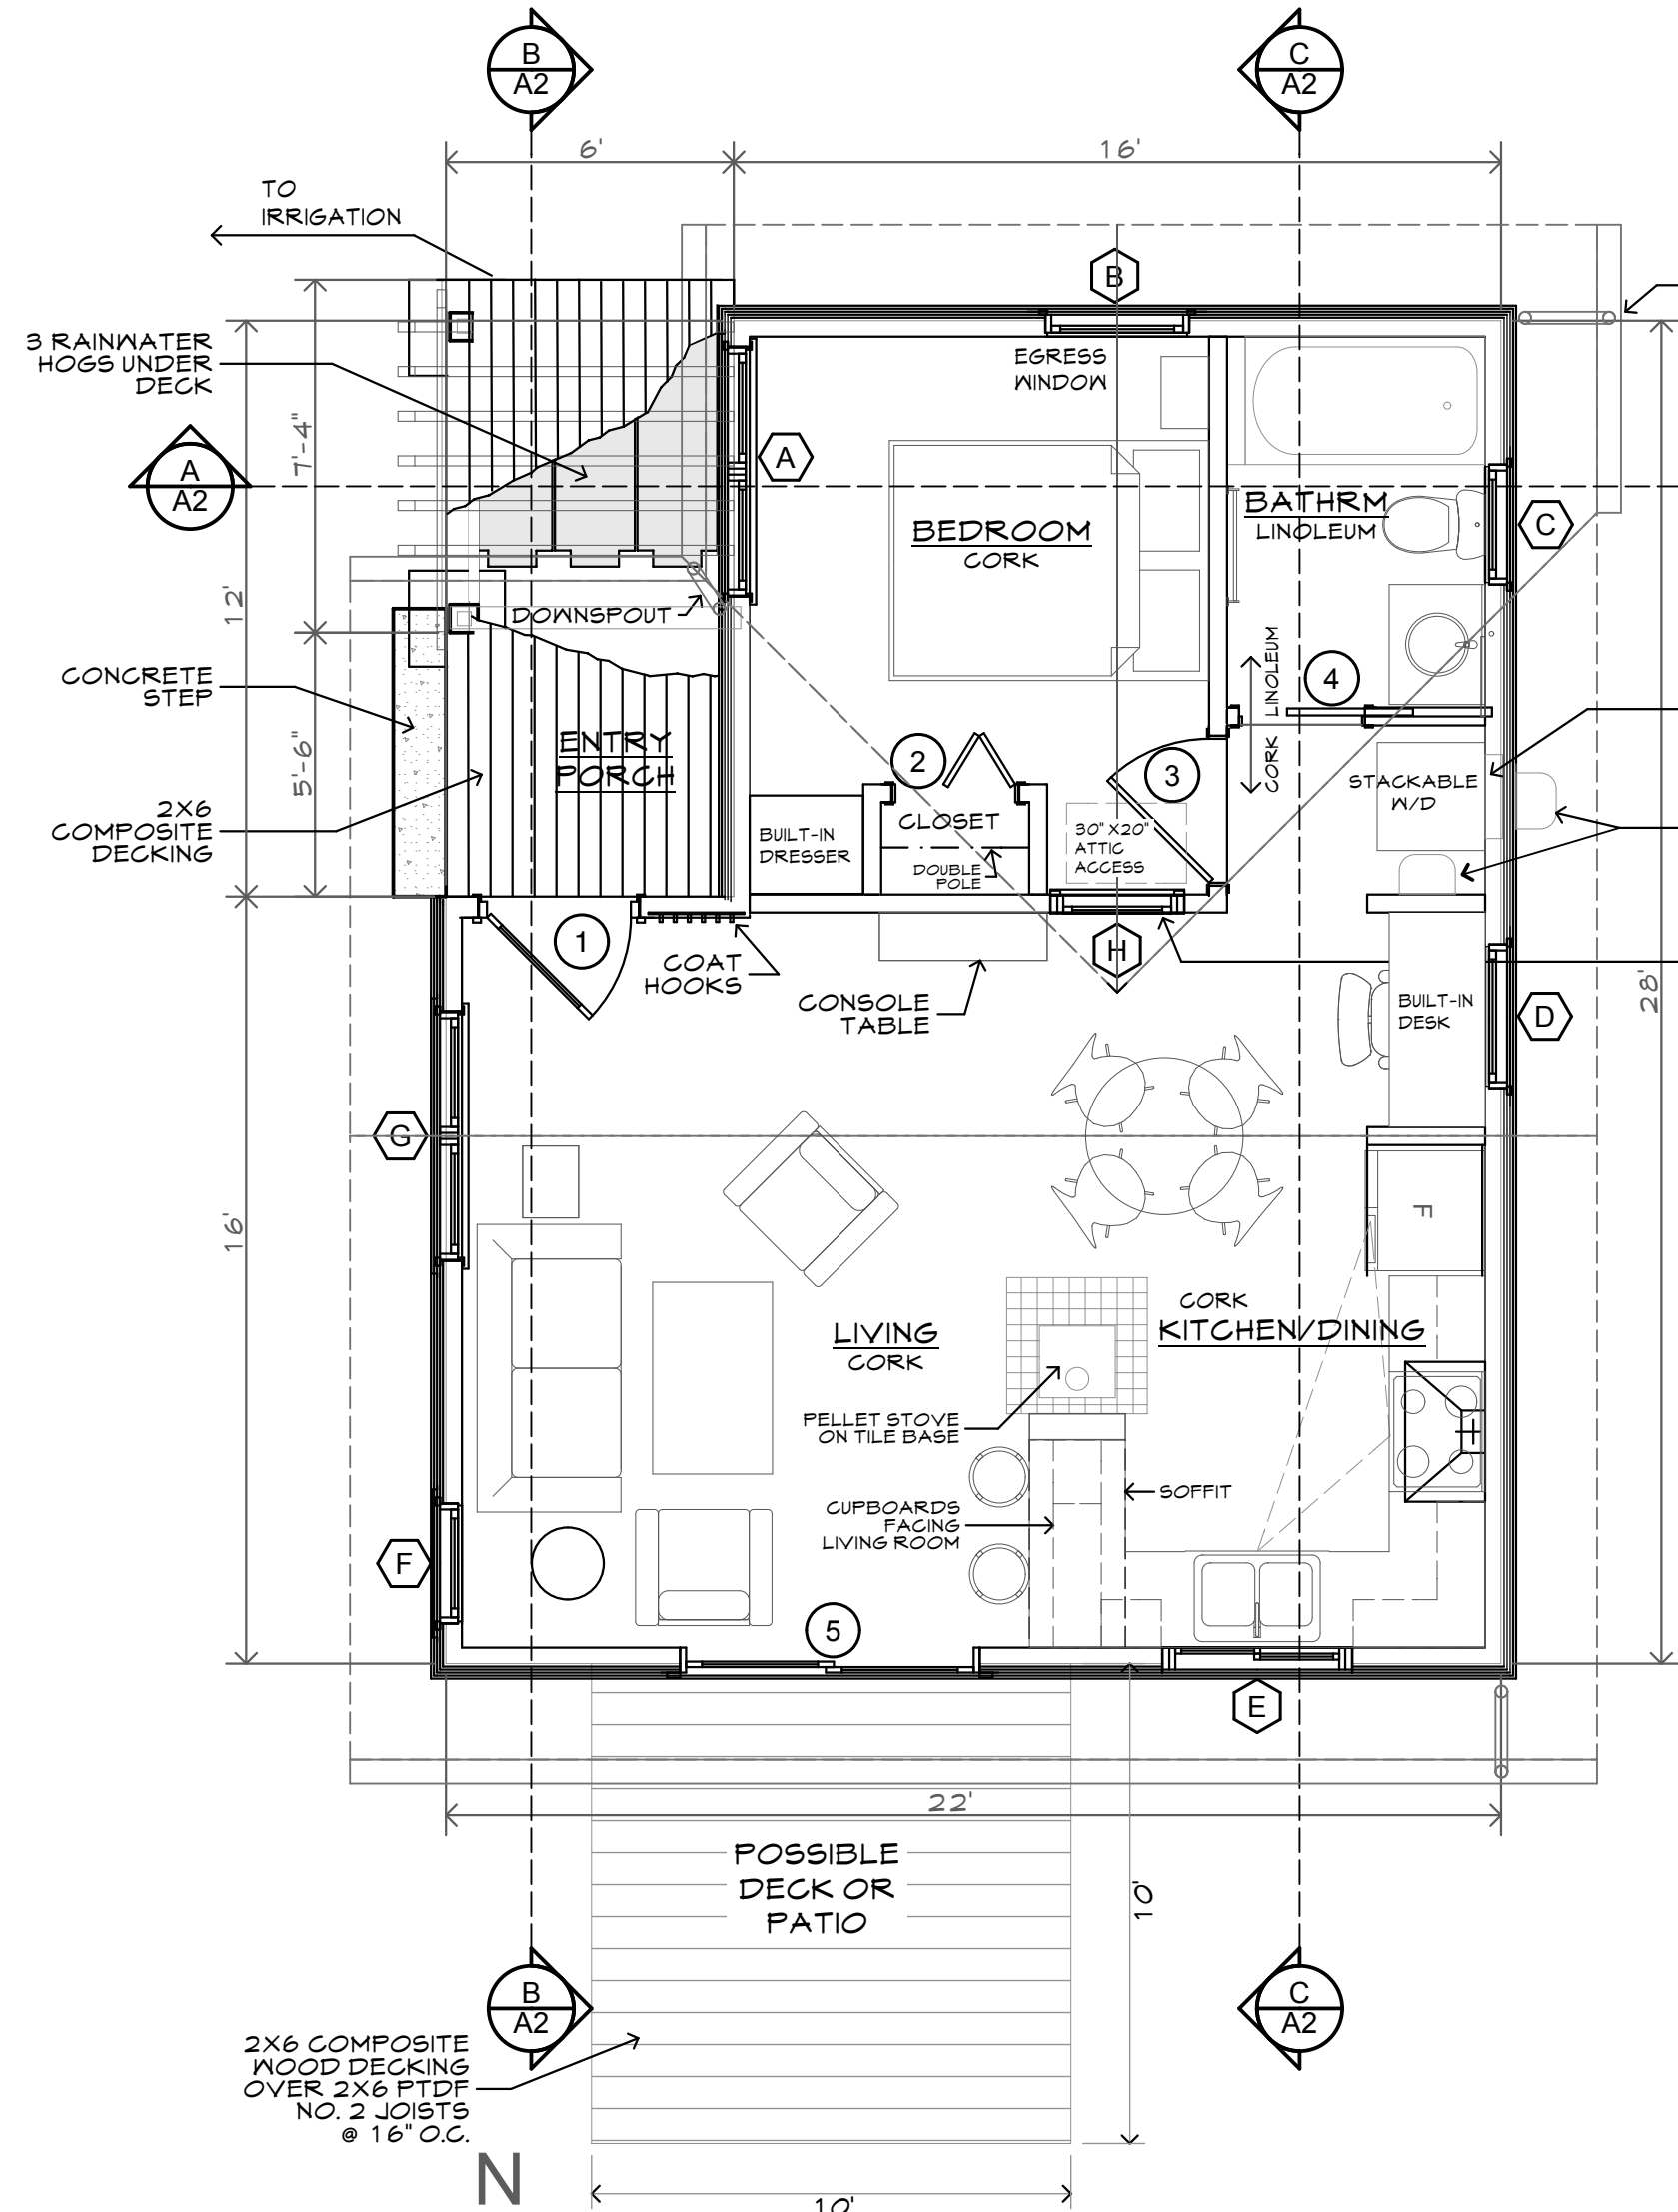 B
A2
C
A2
6'
16'
TO
IRRIGATION
B
3 RAINWATER
HOGS UNDER
DECK
EGRESS
WINDOW
7'-4"
A
A
A2
BATHRM
LINOLEUM
C
BEDROOM
CORK
12'
DOWNSPOUT
LINOLEUM
CORK
4
CONCRETE
STEP
ENTRY
PORCH
5'-6"
2
3
STACKABLE
W/D
2X6
COMPOSITE
DECKING
BUILT-IN
DRESSER
CLOSET
DOUBLE
POLE
30"X20"
ATTIC
ACCESS
1
COAT
HOOKS
H
CONSOLE
TABLE
BUILT-IN
DESK
D
28'
G
16'
F
CORK
KITCHEN/DINING
LIVING
CORK
PELLET STOVE
ON TILE BASE
SOFFIT
CUPBOARDS
FACING
LIVING ROOM
F
5
E
22'
POSSIBLE
DECK OR
PATIO
10'
B
A2
C
A2
2X6 COMPOSITE
WOOD DECKING
OVER 2X6 PTDF
NO. 2 JOISTS
@ 16" O.C.
N
10'